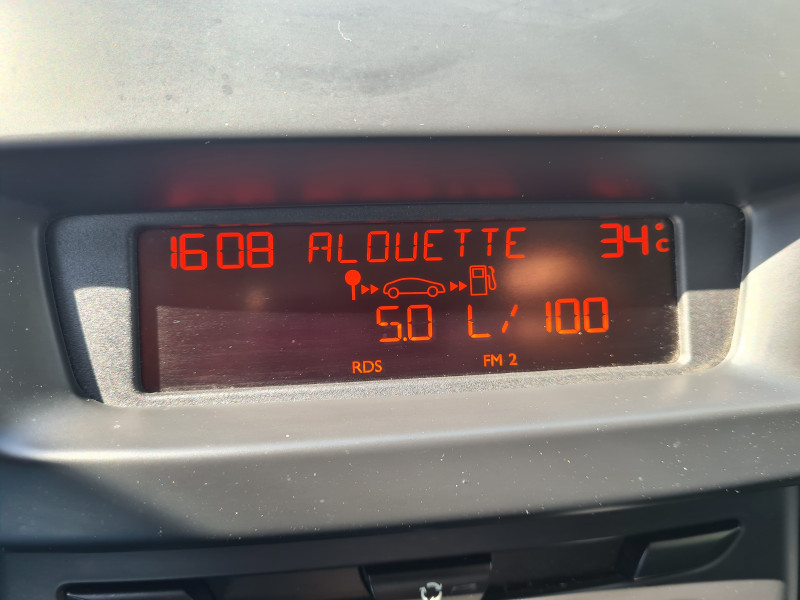 1608 ALOUETTE 34°C
5.0 L/100
RDS FM 2